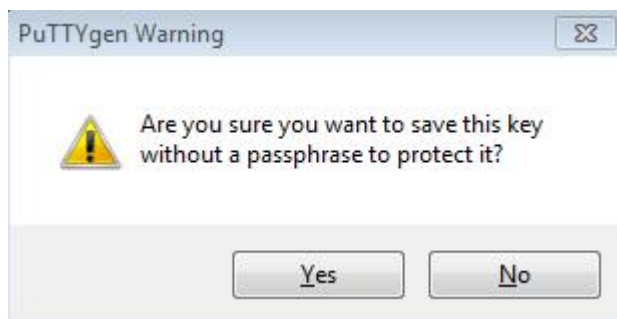 PuTTYgen Warning
Are you sure you want to save this key
without a passphrase to protect it?
Yes
No